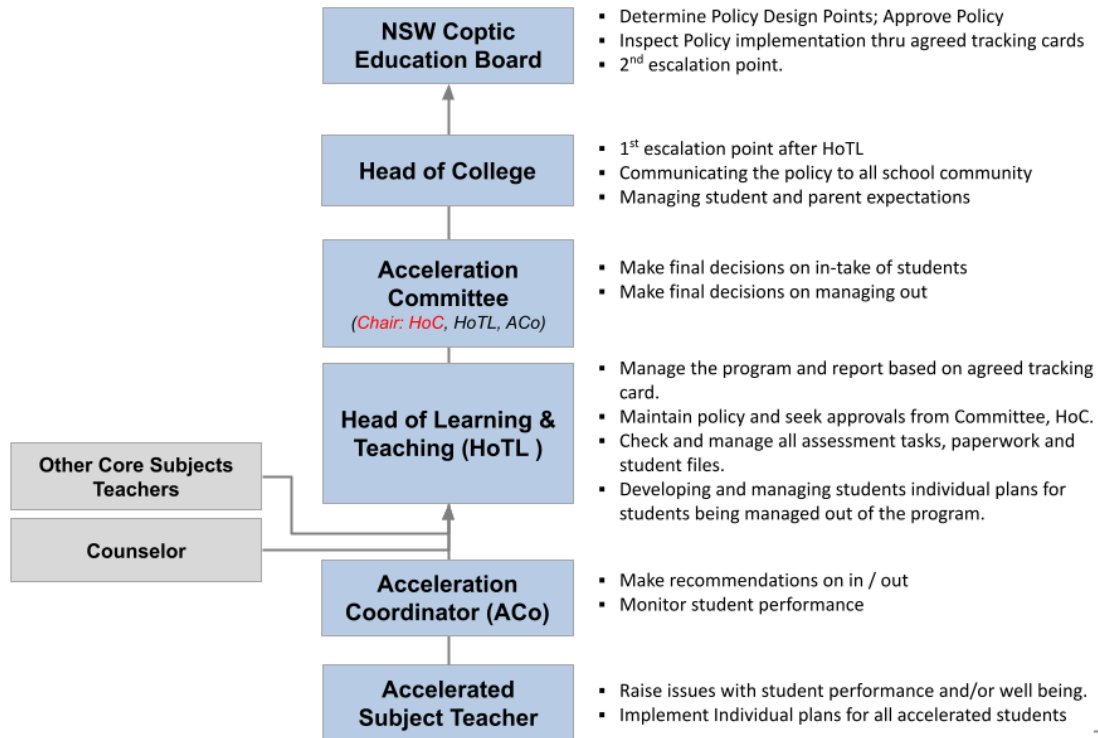 NSW Coptic
Education Board
▪ Determine Policy Design Points; Approve Policy
▪ Inspect Policy implementation thru agreed tracking cards
▪ 2nd escalation point.
Head of College
▪ 1st escalation point after HoTL
▪ Communicating the policy to all school community
▪ Managing student and parent expectations
Acceleration
Committee
(Chair: HoC, HoTL, ACo)
▪ Make final decisions on in-take of students
▪ Make final decisions on managing out
Head of Learning &
Teaching (HoTL )
▪ Manage the program and report based on agreed tracking
card.
▪ Maintain policy and seek approvals from Committee, HoC.
▪ Check and manage all assessment tasks, paperwork and
student files.
▪ Developing and managing students individual plans for
students being managed out of the program.
Other Core Subjects
Teachers
Counselor
Acceleration
Coordinator (ACo)
▪ Make recommendations on in / out
▪ Monitor student performance
Accelerated
Subject Teacher
▪ Raise issues with student performance and/or well being.
▪ Implement Individual plans for all accelerated students